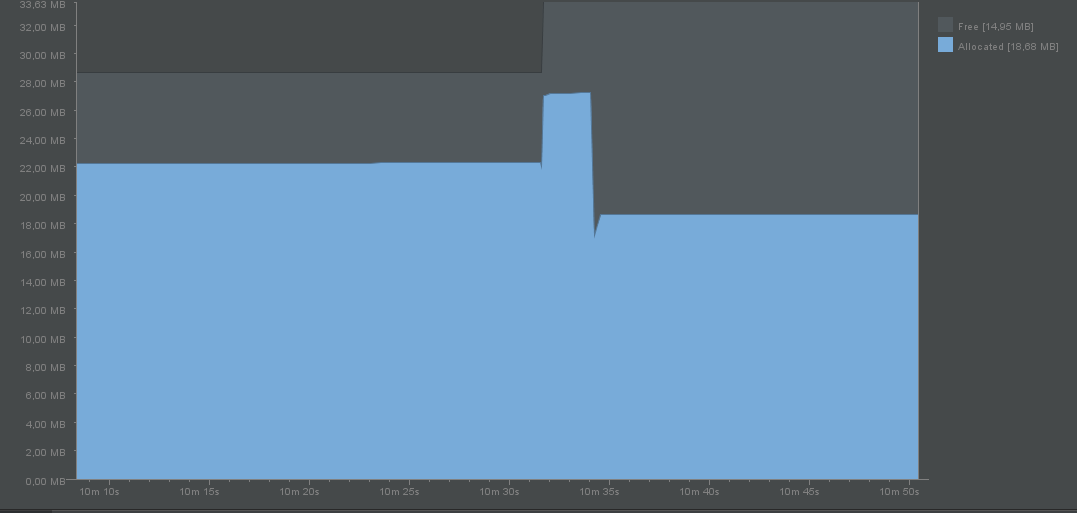 33,63 MB
32,00 MB
30,00 MB
28,00 MB
26,00 MB
24,00 MB
22,00 MB
20,00 MB
18,00 MB
16,00 MB
14,00 MB
12,00 MB
10,00 MB
8,00 MB
6,00 MB
4,00 MB
2,00 MB
0,00 MB
10m 10s 10m 15s 10m 20s 10m 25s 10m 30s 10m 35s 10m 40s 10m 45s 10m 50s
Free [14,95 MB]
Allocated [18,68 MB]